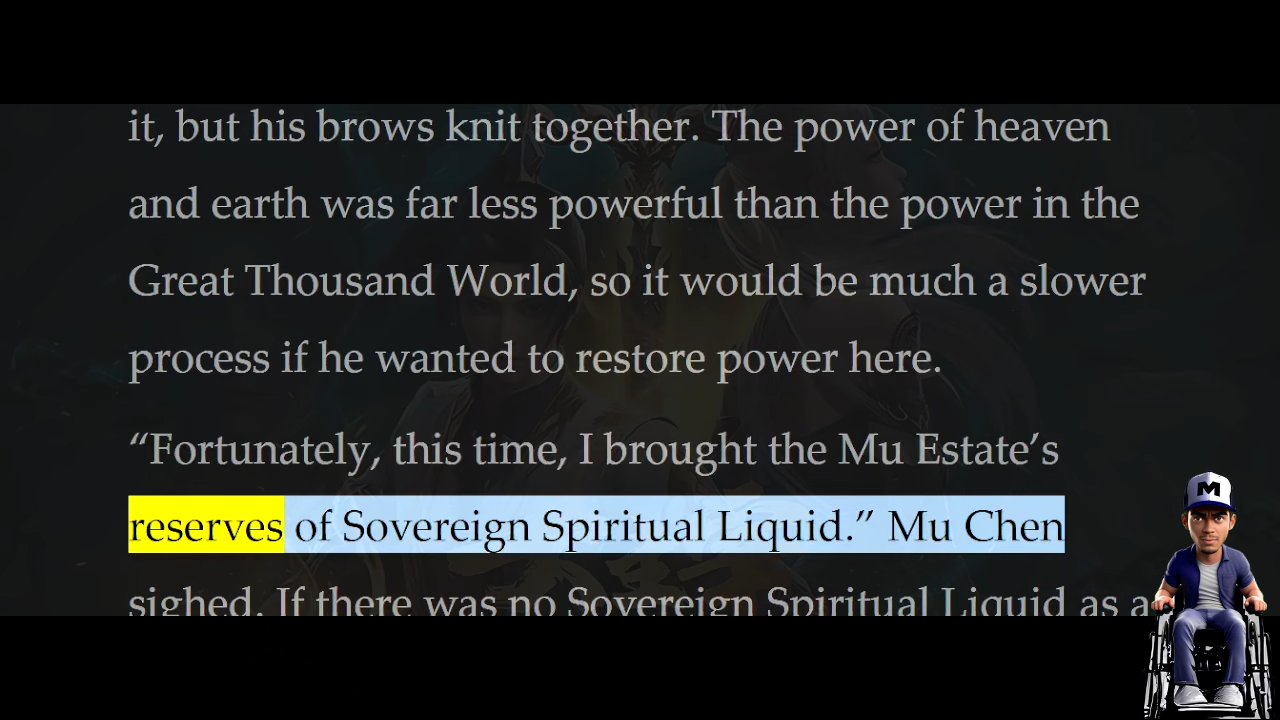 it, but his brows knit together. The power of heaven
and earth was far less powerful than the power in the
Great Thousand World, so it would be much a slower
process if he wanted to restore power here.
“Fortunately, this time, I brought the Mu Estate’s
reserves of Sovereign Spiritual Liquid.” Mu Chen
sighed. If there was no Sovereign Spiritual Liquid as a
M